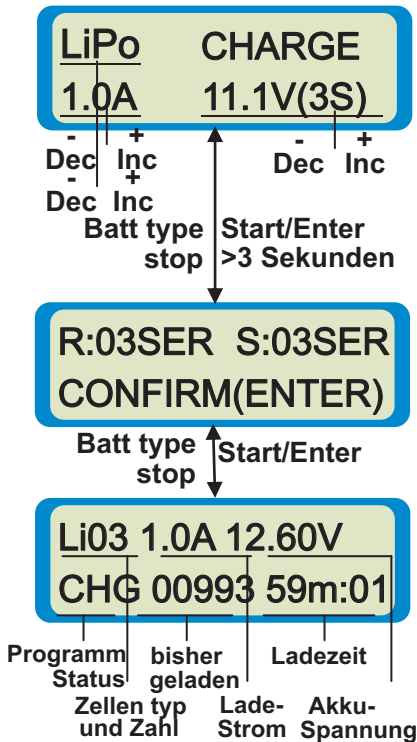 LiPo CHARGE
1.0A 11.1V(3S)
- + - +
Dec Inc Dec Inc
- +
Dec Inc
Batt type Start/Enter
stop >3 Sekunden
R:03SER S:03SER
CONFIRM(ENTER)
Batt type Start/Enter
stop
Li03 1.0A 12.60V
CHG 00993 59m:01
Programm bisher Ladezeit
Status geladen
Zellen typ Lade- Akku-
und Zahl Strom Spannung